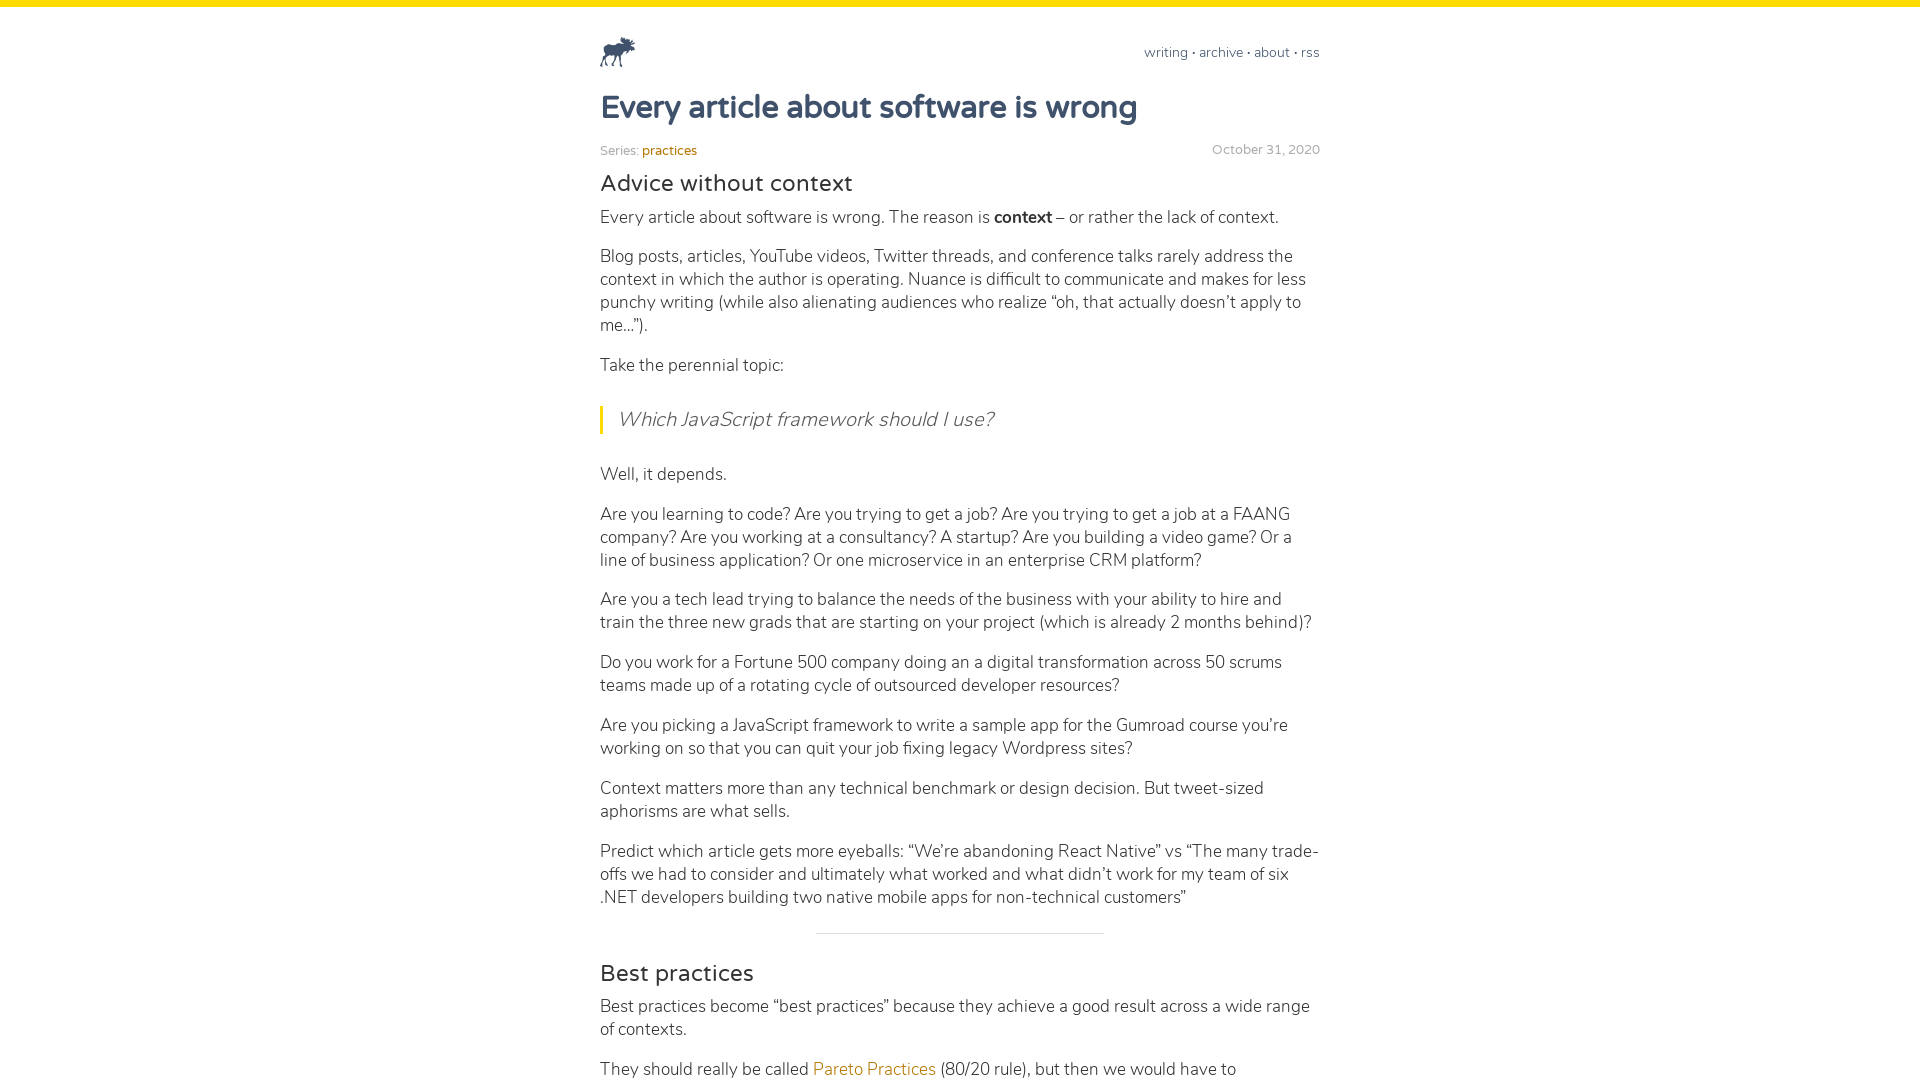 writing • archive • about • rss
Every article about software is wrong
Series: practices
October 31, 2020
Advice without context
Every article about software is wrong. The reason is context – or rather the lack of context.
Blog posts, articles, YouTube videos, Twitter threads, and conference talks rarely address the
context in which the author is operating. Nuance is difficult to communicate and makes for less
punchy writing (while also alienating audiences who realize “oh, that actually doesn’t apply to
me…”).
Take the perennial topic:
Which JavaScript framework should I use?
Well, it depends.
Are you learning to code? Are you trying to get a job? Are you trying to get a job at a FAANG
company? Are you working at a consultancy? A startup? Are you building a video game? Or a
line of business application? Or one microservice in an enterprise CRM platform?
Are you a tech lead trying to balance the needs of the business with your ability to hire and
train the three new grads that are starting on your project (which is already 2 months behind)?
Do you work for a Fortune 500 company doing an a digital transformation across 50 scrums
teams made up of a rotating cycle of outsourced developer resources?
Are you picking a JavaScript framework to write a sample app for the Gumroad course you’re
working on so that you can quit your job fixing legacy Wordpress sites?
Context matters more than any technical benchmark or design decision. But tweet-sized
aphorisms are what sells.
Predict which article gets more eyeballs: “We’re abandoning React Native” vs “The many trade-
offs we had to consider and ultimately what worked and what didn’t work for my team of six
.NET developers building two native mobile apps for non-technical customers”
Best practices
Best practices become “best practices” because they achieve a good result across a wide range
of contexts.
They should really be called Pareto Practices (80/20 rule), but then we would have to